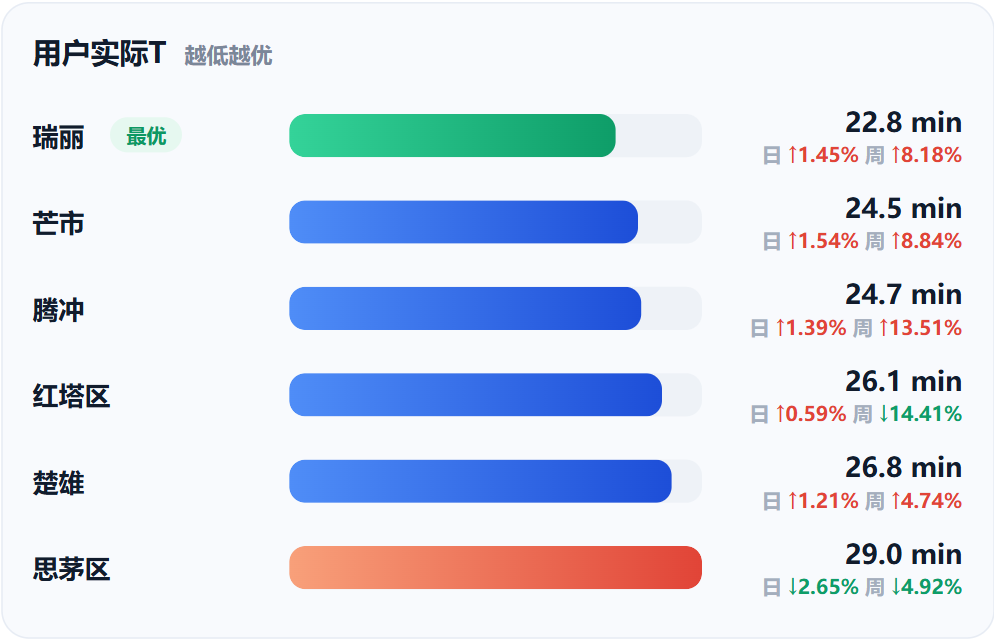 用户实际T 越低越优
瑞丽 最优 22.8 min
日 ↑1.45% 周 ↑8.18%
芒市 24.5 min
日 ↑1.54% 周 ↑8.84%
腾冲 24.7 min
日 ↑1.39% 周 ↑13.51%
红塔区 26.1 min
日 ↑0.59% 周 ↓14.41%
楚雄 26.8 min
日 ↑1.21% 周 ↑4.74%
思茅区 29.0 min
日 ↓2.65% 周 ↓4.92%